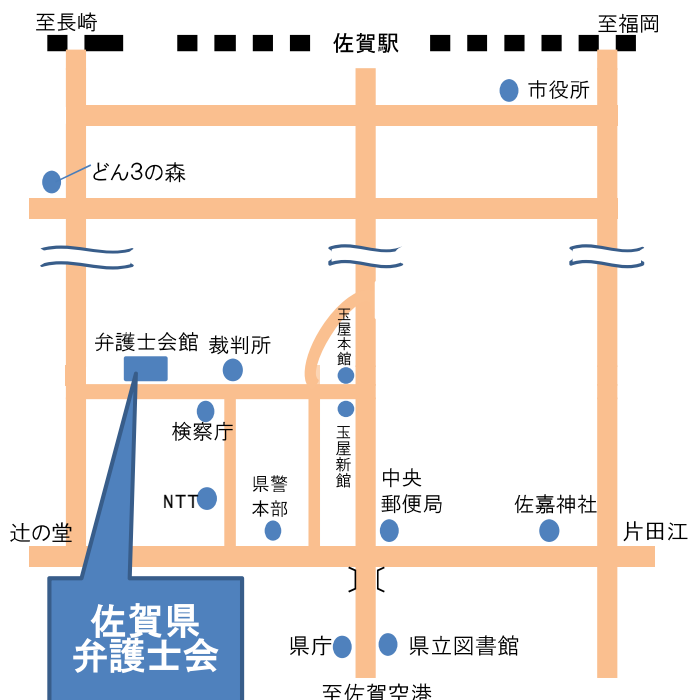 至長崎
至福岡
佐賀駅
市役所
どん3の森
玉屋本館
弁護士会館
裁判所
検察庁
玉屋新館
中央
郵便局
県警
本部
NTT
佐嘉神社
辻の堂
片田江
佐賀県
弁護士会
県庁
県立図書館
至佐賀空港